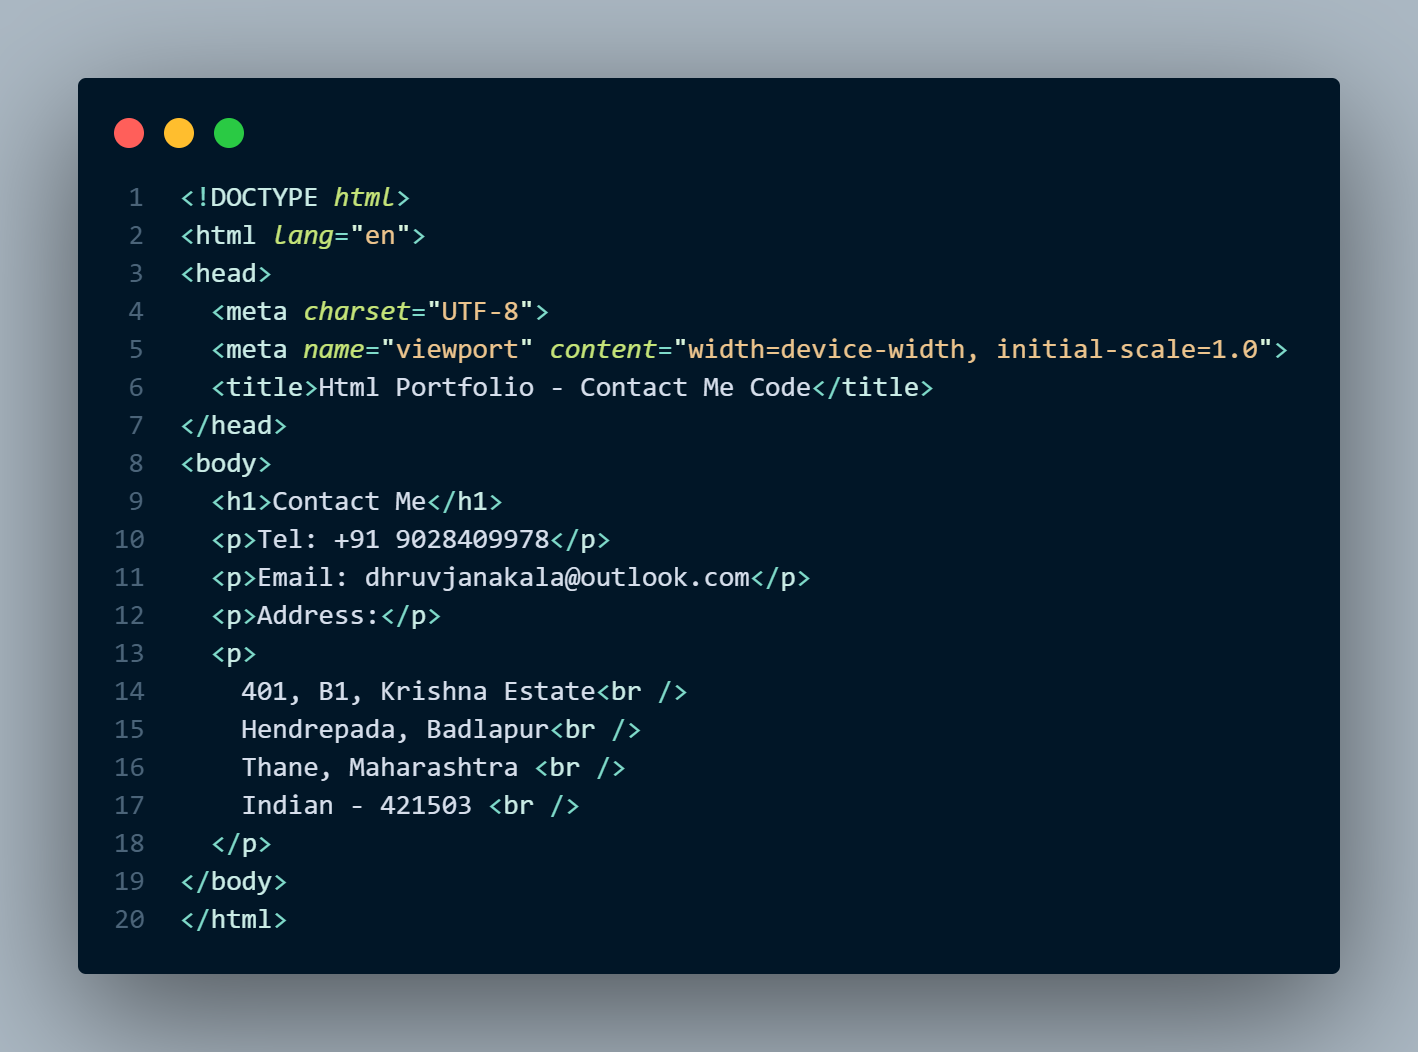 1 <!DOCTYPE html>
2 <html lang="en">
3 <head>
4   <meta charset="UTF-8">
5   <meta name="viewport" content="width=device-width, initial-scale=1.0">
6   <title>Html Portfolio - Contact Me Code</title>
7 </head>
8 <body>
9   <h1>Contact Me</h1>
10   <p>Tel: +91 9028409978</p>
11   <p>Email: dhruvjanakala@outlook.com</p>
12   <p>Address:</p>
13   <p>
14     401, B1, Krishna Estate<br />
15     Hendrepada, Badlapur<br />
16     Thane, Maharashtra <br />
17     Indian - 421503 <br />
18   </p>
19 </body>
20 </html>